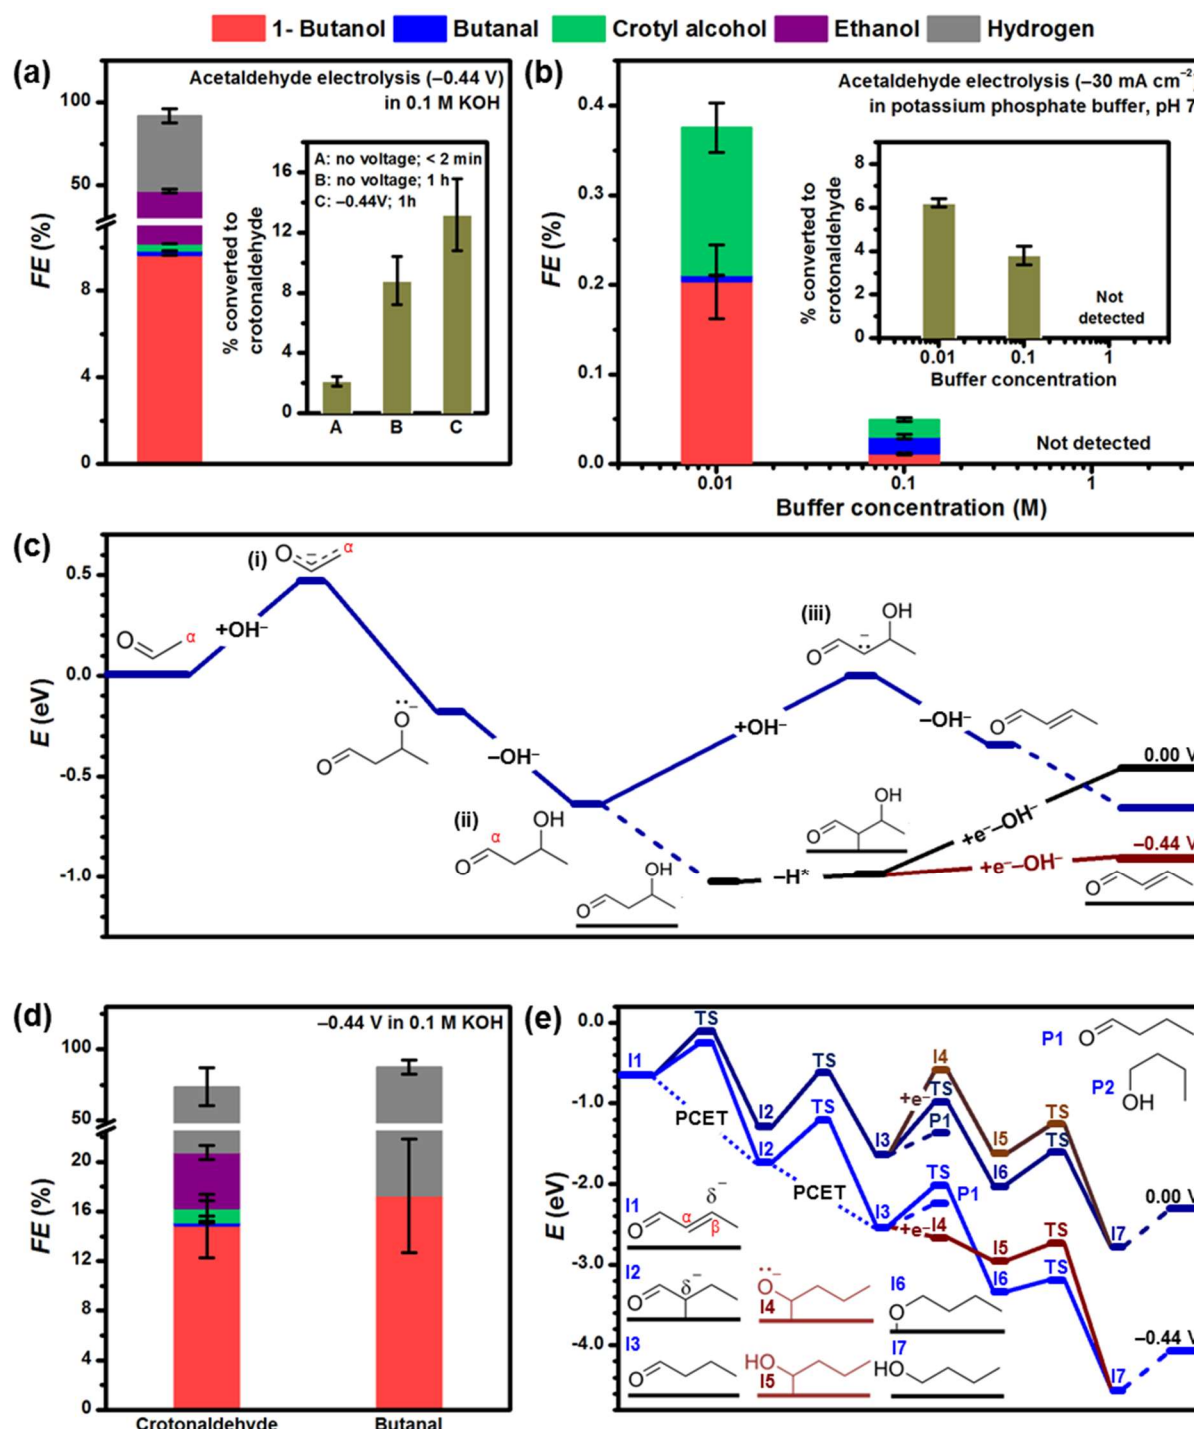 1- Butanol Butanal Crotyl alcohol Ethanol Hydrogen
(a)
Acetaldehyde electrolysis (–0.44 V)
in 0.1 M KOH
FE (%)
100
50
8
4
0
A: no voltage; < 2 min
B: no voltage; 1 h
C: –0.44V; 1h
% converted to
crotonaldehyde
16
12
8
4
0
A B C
(b)
Acetaldehyde electrolysis (–30 mA cm⁻²
in potassium phosphate buffer, pH 7
FE (%)
0.4
0.3
0.2
0.1
0.0
% converted to
crotonaldehyde
8
6
4
2
0
Not
detected
0.01 0.1 1
Buffer concentration
Not detected
0.01 0.1 1
Buffer concentration (M)
(c)
E (eV)
0.5
0.0
-0.5
-1.0
(i)
O
–
α
O
α
+OH⁻
O
–
O
–OH⁻
(ii)
α
OH
O
OH
O
–H*
+OH⁻
(iii)
OH
O
–
–OH⁻
O
OH
O
+e⁻–OH⁻
+e⁻–OH⁻
0.00 V
–0.44 V
O
(d)
–0.44 V in 0.1 M KOH
FE (%)
100
50
20
16
12
8
4
0
Crotonaldehyde Butanal
(e)
E (eV)
0.0
-1.0
-2.0
-3.0
-4.0
I1
TS
PCET
I2
I2
TS
TS
PCET
I3
I3
+e⁻
I4
TS
P1
TS
P1
+e⁻
I4
I5
I6
I5
I6
TS
TS
TS
TS
I7
I7
0.00 V
–0.44 V
P1
O
P2
OH
I1
O
α
δ⁻
β
I2
O
δ⁻
I3
O
O
–
I4
HO
I5
I6
O
I7
HO